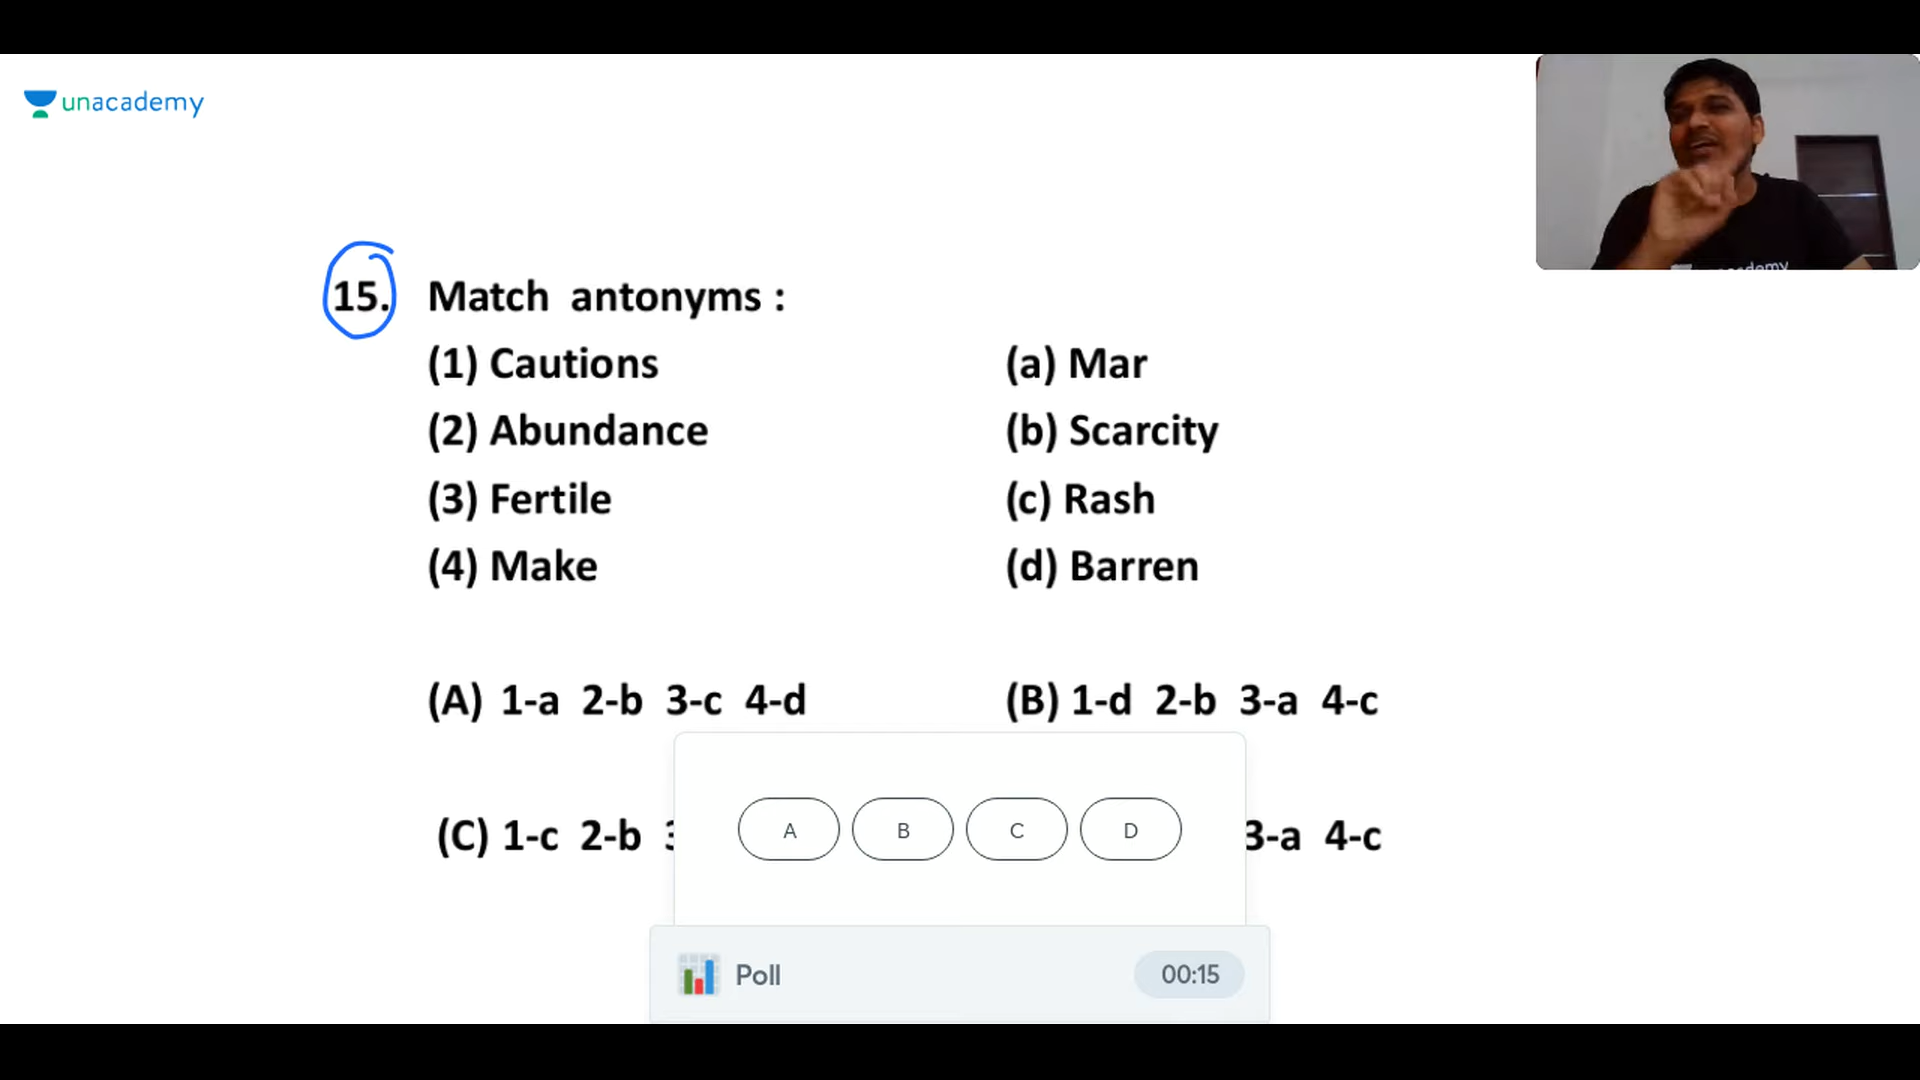 unacademy
15. Match antonyms :
(1) Cautions (a) Mar
(2) Abundance (b) Scarcity
(3) Fertile (c) Rash
(4) Make (d) Barren
(A) 1-a 2-b 3-c 4-d (B) 1-d 2-b 3-a 4-c
(C) 1-c 2-b 3-a 4-c
A B C D
Poll 00:15